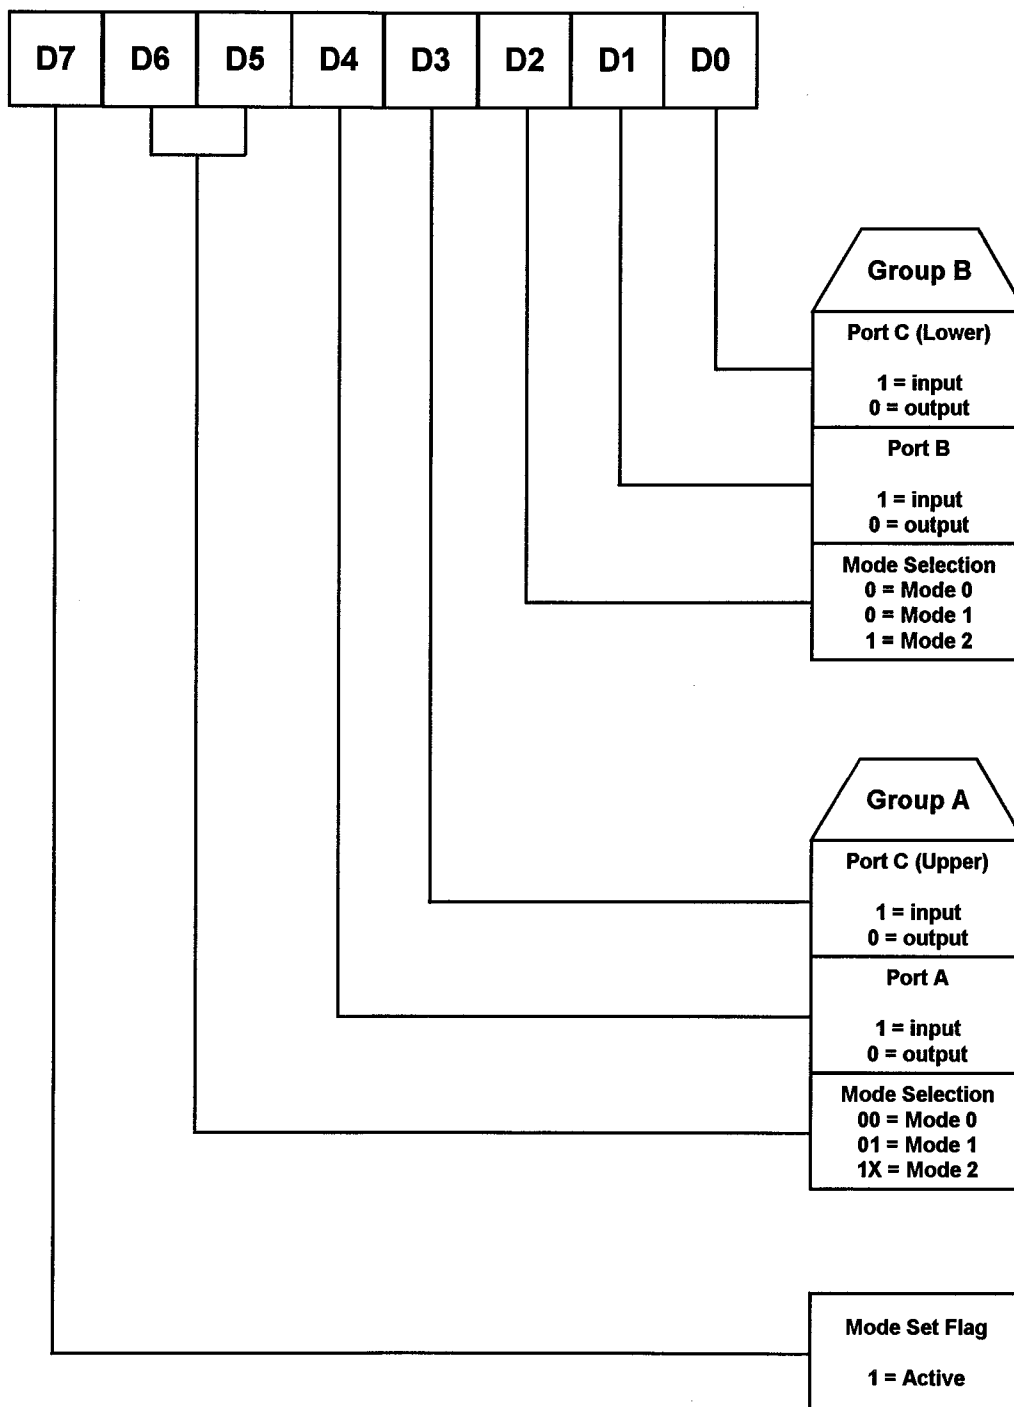 D7 D6 D5 D4 D3 D2 D1 D0
Group B
Port C (Lower)
1 = input
0 = output
Port B
1 = input
0 = output
Mode Selection
0 = Mode 0
0 = Mode 1
1 = Mode 2
Group A
Port C (Upper)
1 = input
0 = output
Port A
1 = input
0 = output
Mode Selection
00 = Mode 0
01 = Mode 1
1X = Mode 2
Mode Set Flag
1 = Active